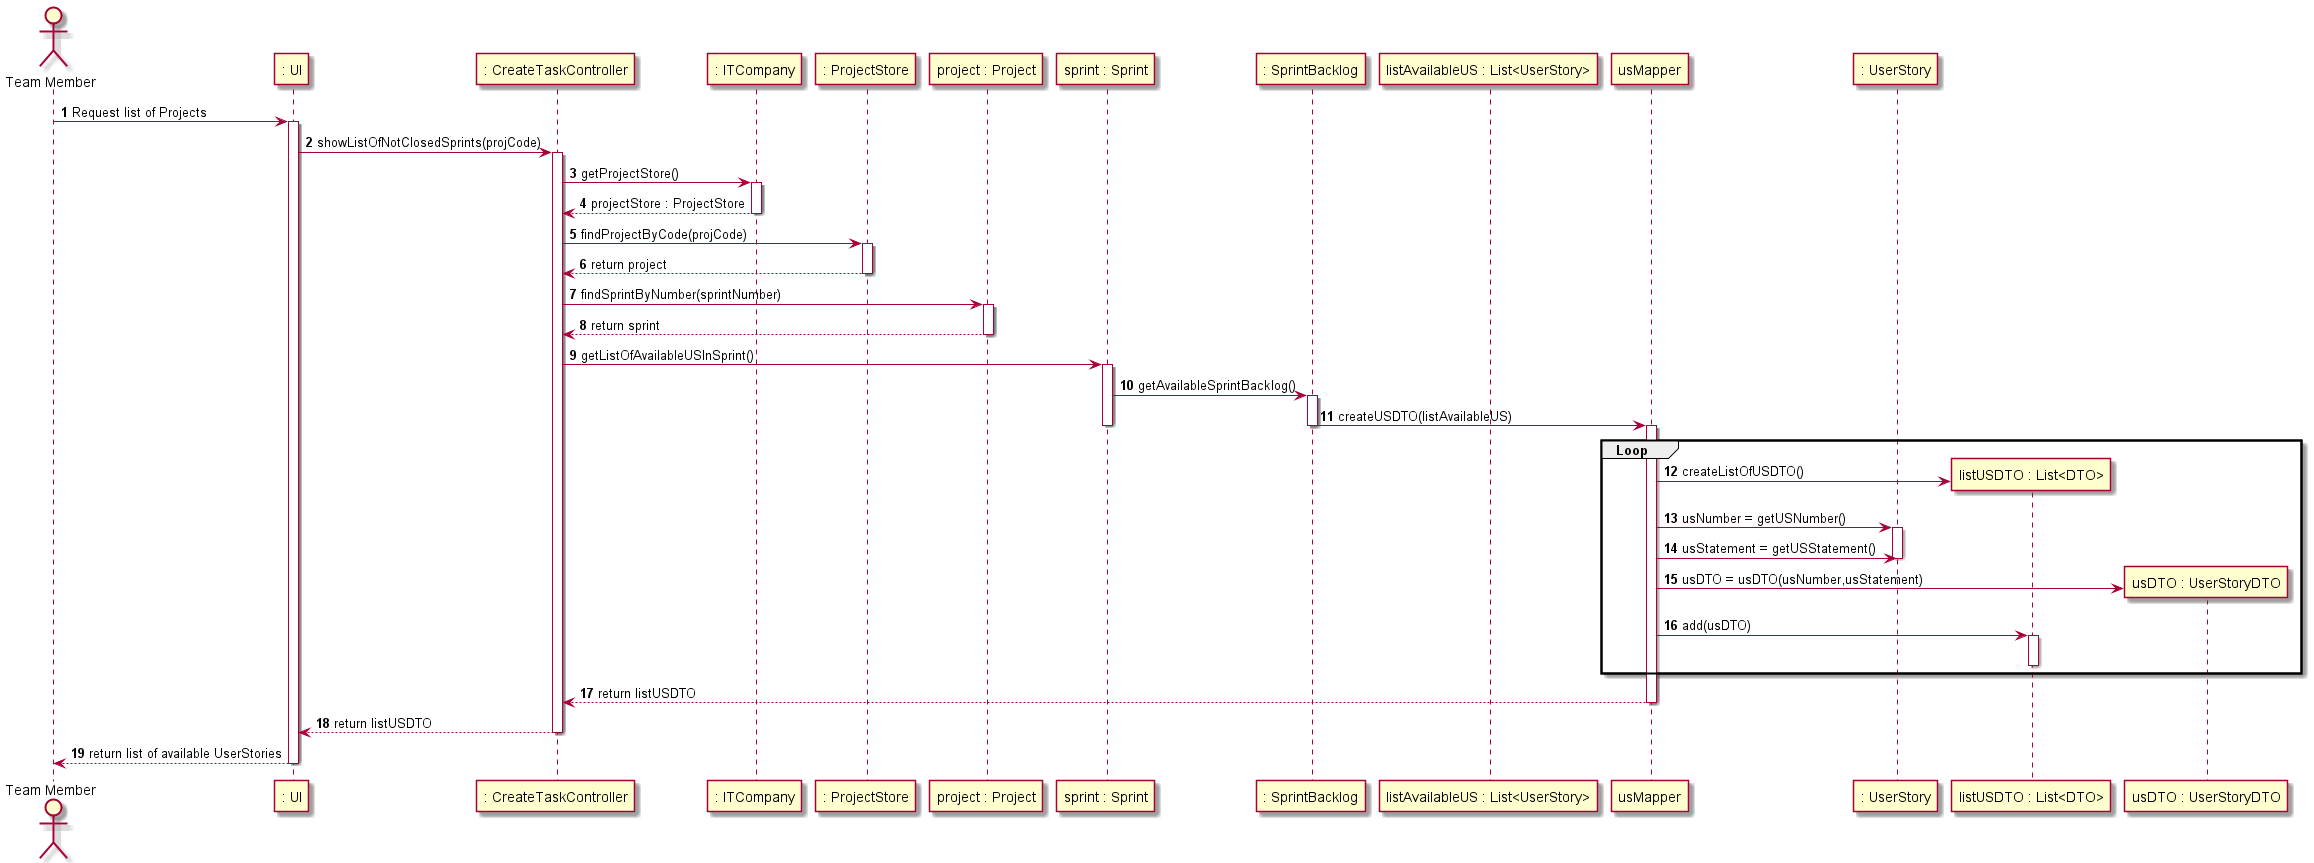 Team Member
: UI
: CreateTaskController
: ITCompany
: ProjectStore
project : Project
sprint : Sprint
: SprintBacklog
listAvailableUS : List<UserStory>
usMapper
: UserStory
1 Request list of Projects
2 showListOfNotClosedSprints(projCode)
3 getProjectStore()
4 projectStore : ProjectStore
5 findProjectByCode(projCode)
6 return project
7 findSprintByNumber(sprintNumber)
8 return sprint
9 getListOfAvailableUSInSprint()
10 getAvailableSprintBacklog()
11 createUSDTO(listAvailableUS)
Loop
12 createListOfUSDTO()
listUSDTO : List<DTO>
13 usNumber = getUSNumber()
14 usStatement = getUSStatement()
15 usDTO = usDTO(usNumber,usStatement)
usDTO : UserStoryDTO
16 add(usDTO)
17 return listUSDTO
18 return listUSDTO
19 return list of available UserStories
Team Member
: UI
: CreateTaskController
: ITCompany
: ProjectStore
project : Project
sprint : Sprint
: SprintBacklog
listAvailableUS : List<UserStory>
usMapper
: UserStory
listUSDTO : List<DTO>
usDTO : UserStoryDTO